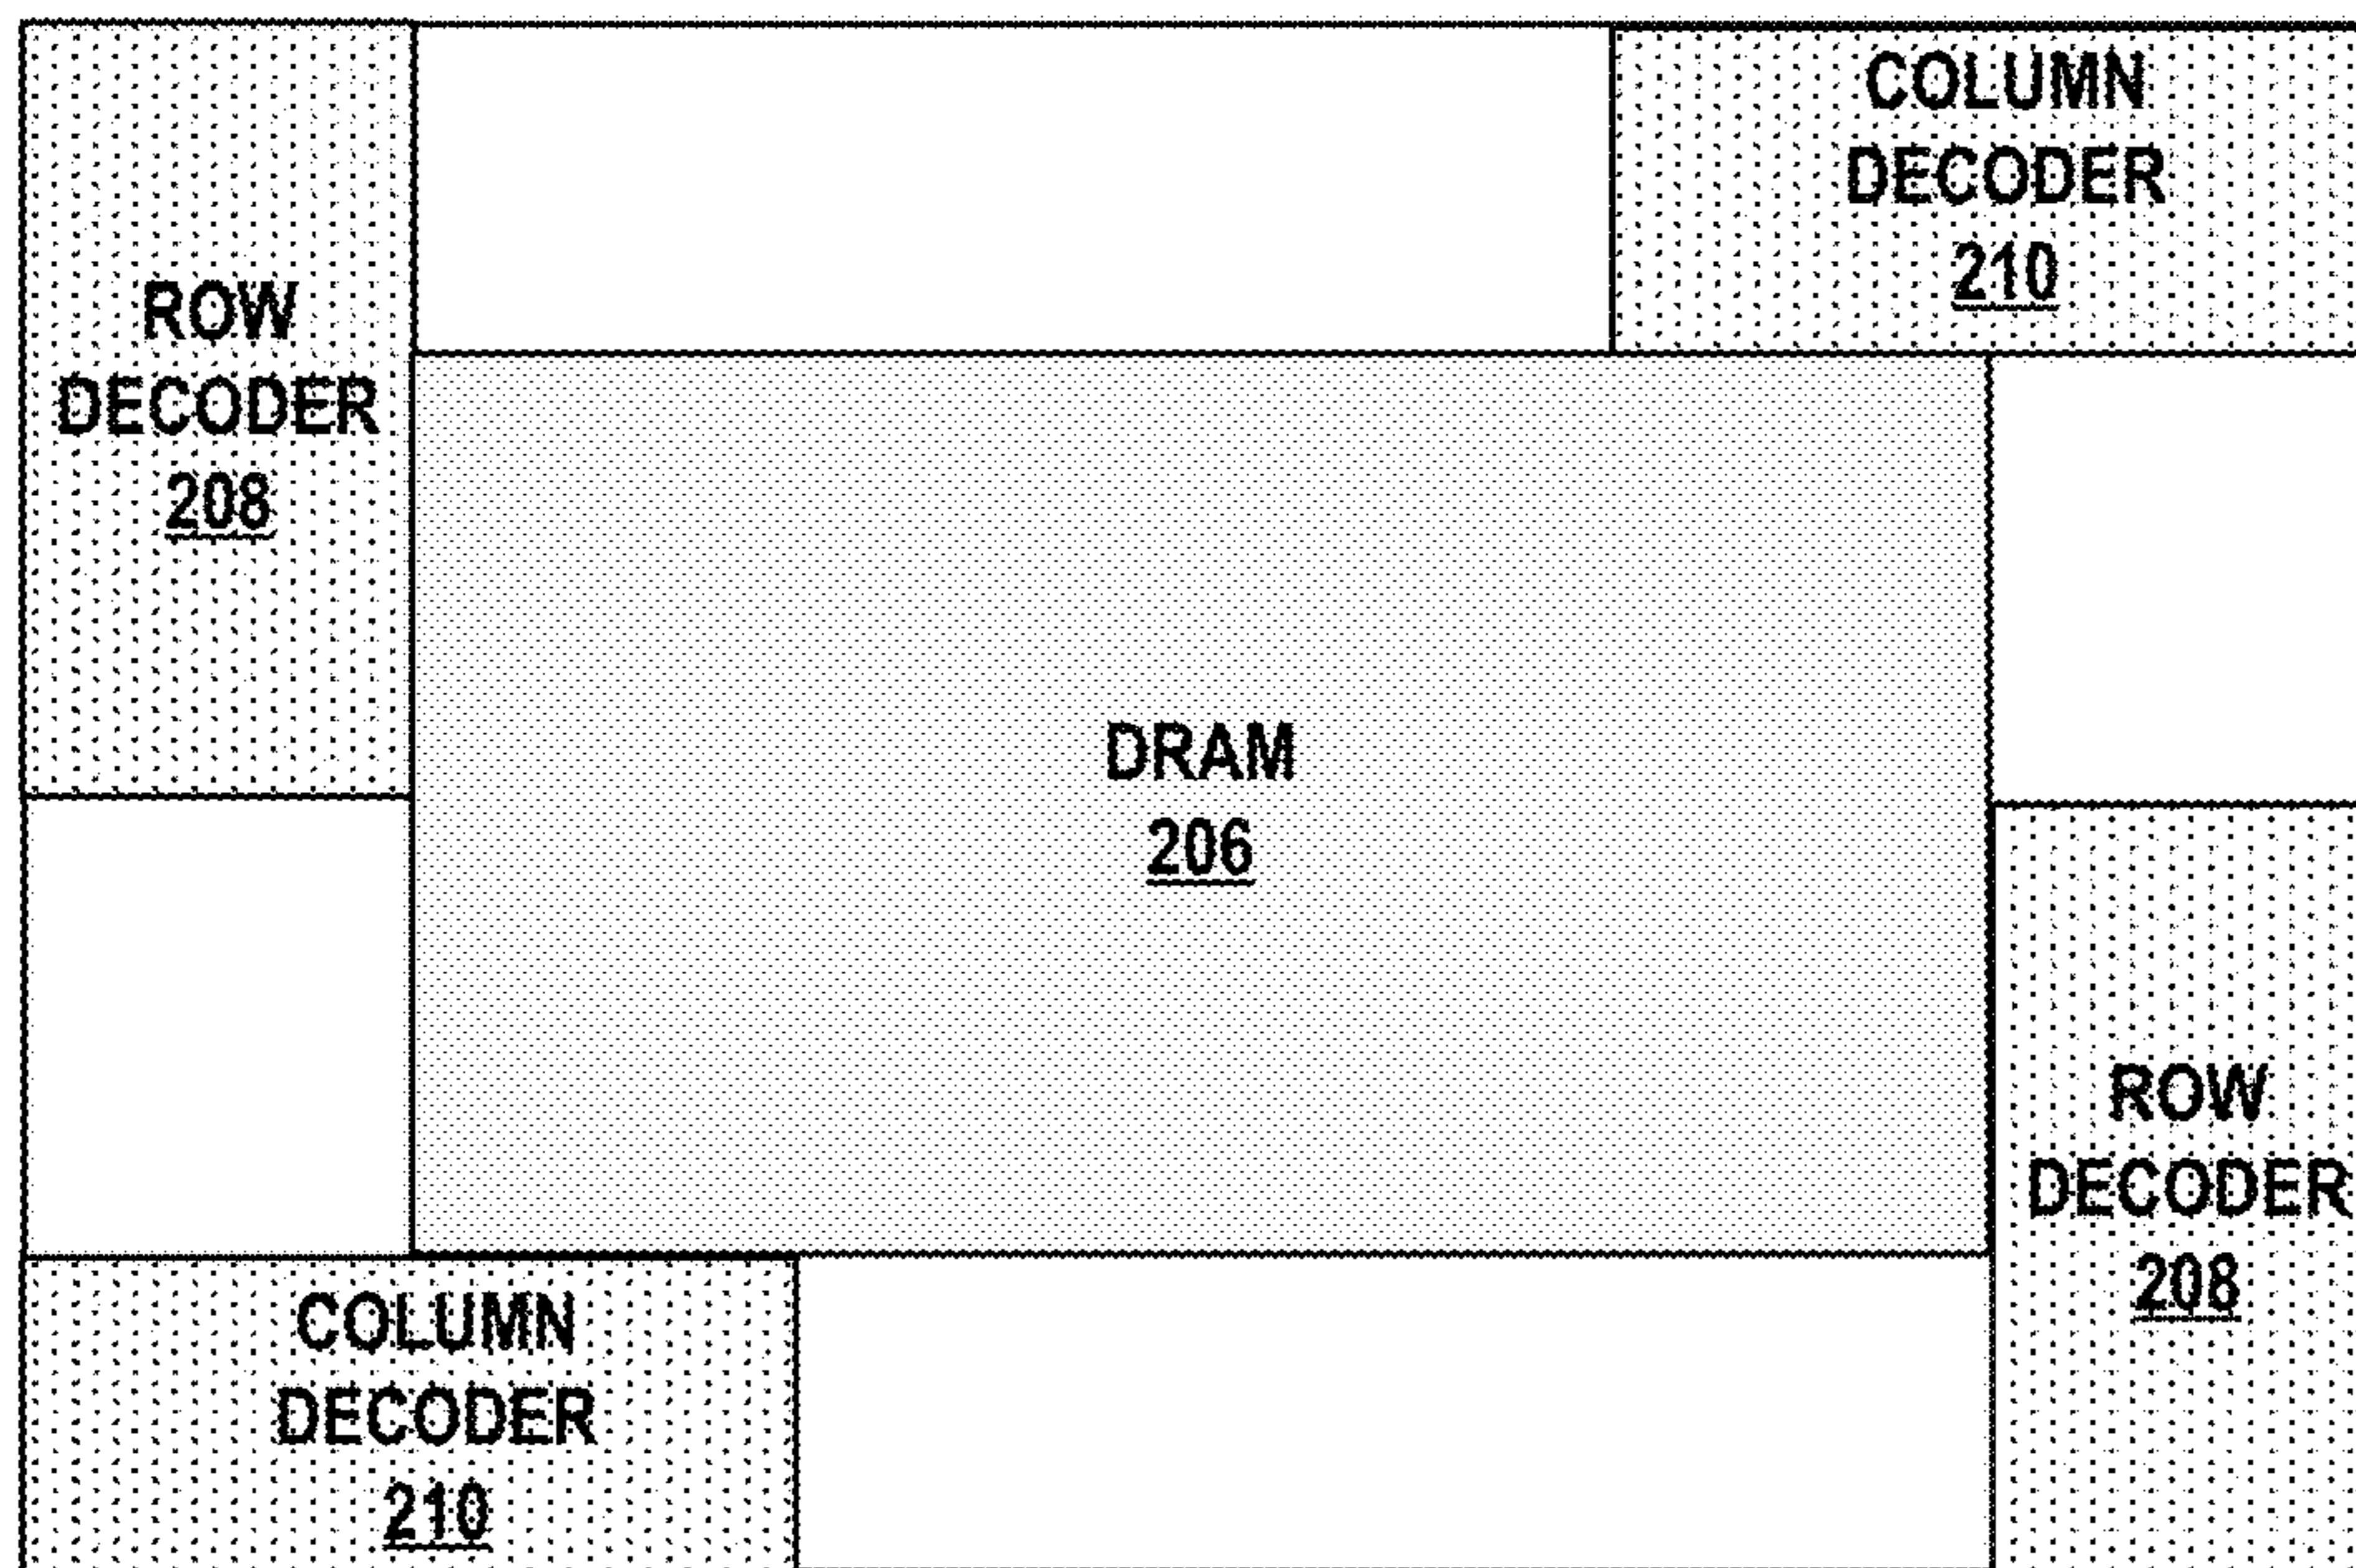 COLUMN
DECODER
210
ROW
DECODER
208
DRAM
206
ROW
DECODER
208
COLUMN
DECODER
210